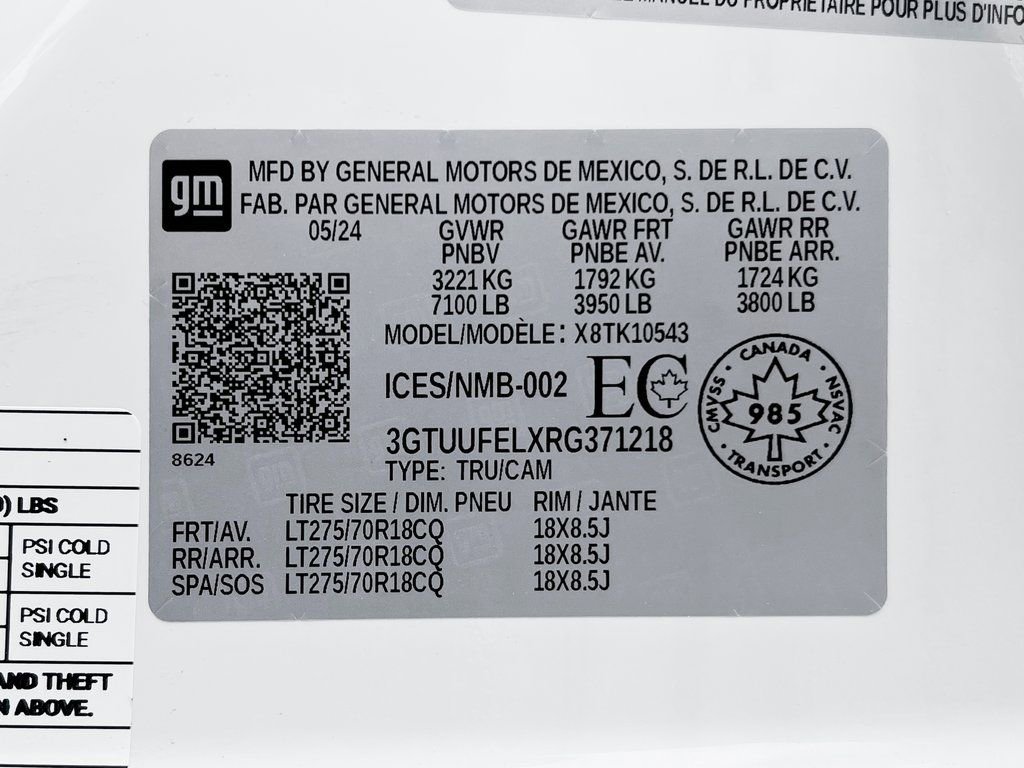 MANUEL DU PROPRIÉTAIRE POUR PLUS D'INFO
gm
MFD BY GENERAL MOTORS DE MEXICO, S. DE R.L. DE C.V.
FAB. PAR GENERAL MOTORS DE MEXICO, S. DE R.L. DE C.V.
05/24 GVWR GAWR FRT GAWR RR
PNBV PNBE AV. PNBE ARR.
3221 KG 1792 KG 1724 KG
7100 LB 3950 LB 3800 LB
MODEL/MODÈLE: X8TK10543
ICES/NMB-002 EC
CANADA
CMVSS NSVAC
985
TRANSPORT
3GTUUFELXRG371218
8624
TYPE: TRU/CAM
TIRE SIZE / DIM. PNEU RIM / JANTE
FRT/AV. LT275/70R18CQ 18X8.5J
RR/ARR. LT275/70R18CQ 18X8.5J
SPA/SOS LT275/70R18CQ 18X8.5J
) LBS
PSI COLD
SINGLE
PSI COLD
SINGLE
AND THEFT
ABOVE.